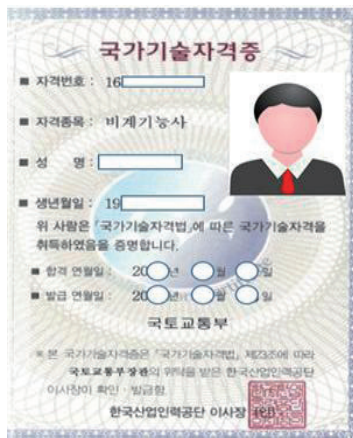 국가기술자격증
■ 자격번호 : 16
■ 자격종목 : 비계기능사
■ 성 명 :
■ 생년월일 : 19
위 사람은 「국가기술자격법」에 따른 국가기술자격을
취득하였음을 증명합니다.
■ 합격 연월일 : 20 년 월 일
■ 발급 연월일 : 20 년 월 일
국토교통부
※ 본 국가기술자격증은 「국가기술자격법」 제23조에 따라
국토교통부장관의 위탁을 받은 한국산업인력공단
이사장이 확인·발급함
한국산업인력공단 이사장